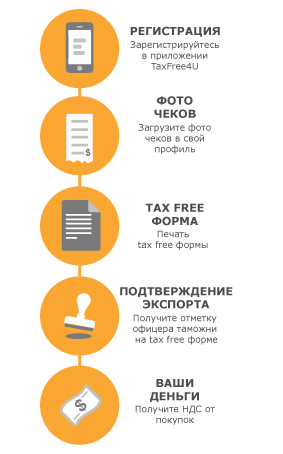 РЕГИСТРАЦИЯ
Зарегистрируйтесь
в приложении
TaxFree4U
ФОТО
ЧЕКОВ
Загрузите фото
чеков в свой
профиль
$
TAX FREE
ФОРМА
Печать
tax free формы
ПОДТВЕРЖДЕНИЕ
ЭКСПОРТА
Получите отметку
офицера таможни
на tax free форме
ВАШИ
ДЕНЬГИ
Получите НДС от
покупок
$